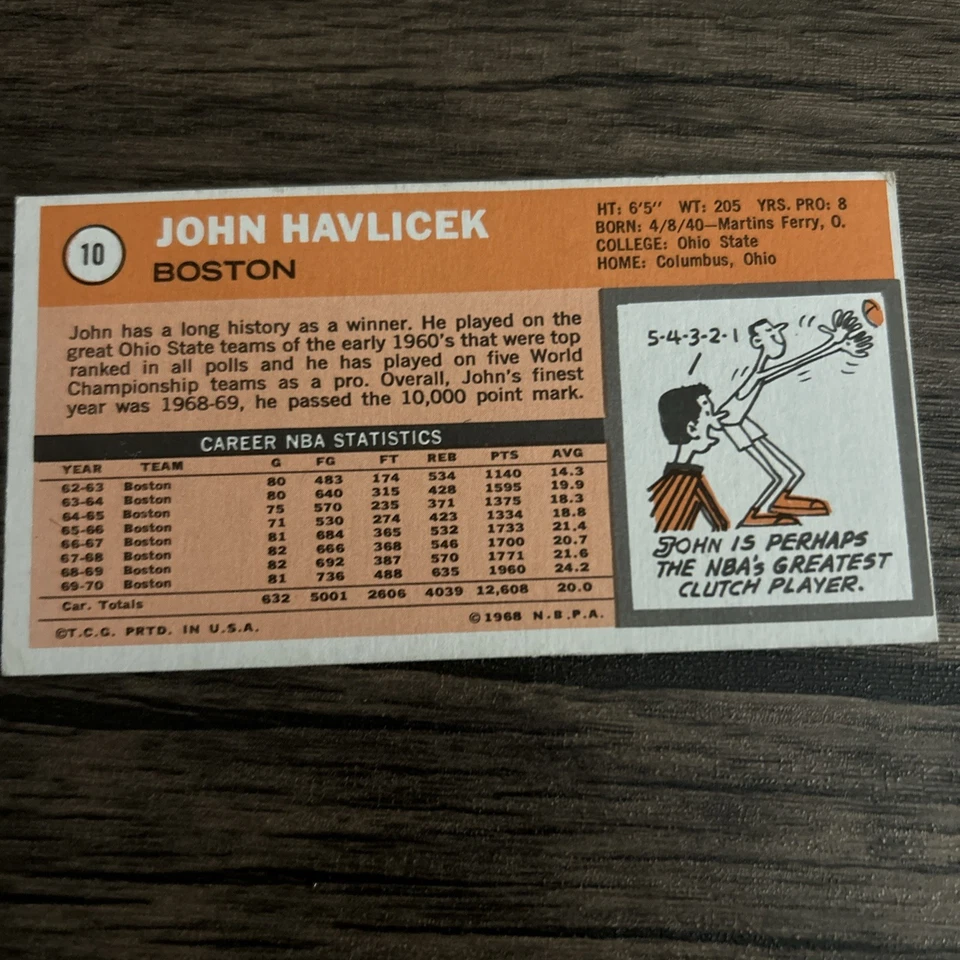 10
JOHN HAVLICEK
BOSTON
HT: 6'5" WT: 205 YRS. PRO: 8
BORN: 4/8/40—Martins Ferry, O.
COLLEGE: Ohio State
HOME: Columbus, Ohio
John has a long history as a winner. He played on the
great Ohio State teams of the early 1960's that were top
ranked in all polls and he has played on five World
Championship teams as a pro. Overall, John's finest
year was 1968-69, he passed the 10,000 point mark.
CAREER NBA STATISTICS
YEAR TEAM G FG FT REB PTS AVG
62-63 Boston 80 483 174 534 1140 14.3
63-64 Boston 80 640 315 428 1595 19.9
64-65 Boston 75 570 235 371 1375 18.3
65-66 Boston 71 530 274 423 1334 18.8
66-67 Boston 81 684 365 532 1733 21.4
67-68 Boston 82 666 368 546 1700 20.7
68-69 Boston 82 692 387 570 1771 21.6
69-70 Boston 81 736 488 635 1960 24.2
Car. Totals 632 5001 2606 4039 12,608 20.0
©T.C.G. PRTD. IN U.S.A. ©1968 N.B.P.A.
5-4-3-2-1
JOHN IS PERHAPS
THE NBA's GREATEST
CLUTCH PLAYER.